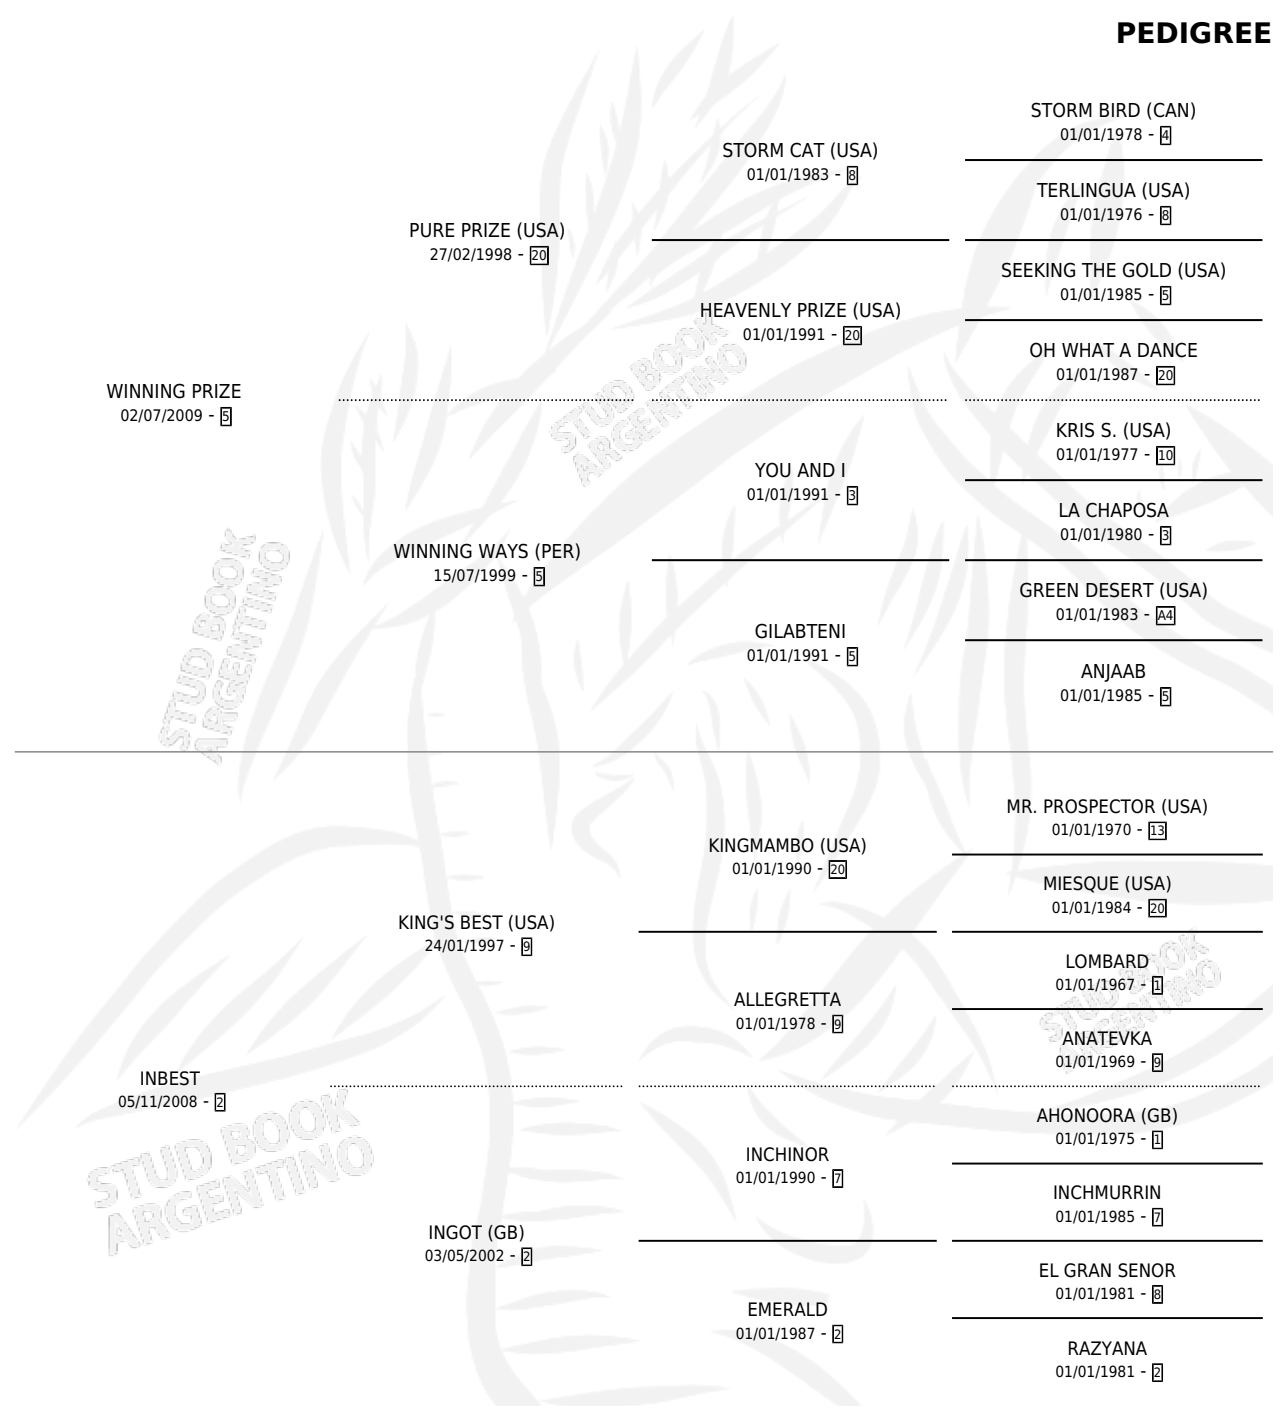 PEDIGREE
STORM BIRD (CAN)
01/01/1978 - 4
STORM CAT (USA)
01/01/1983 - 8
TERLINGUA (USA)
01/01/1976 - 8
PURE PRIZE (USA)
27/02/1998 - 20
SEEKING THE GOLD (USA)
01/01/1985 - 5
HEAVENLY PRIZE (USA)
01/01/1991 - 20
OH WHAT A DANCE
01/01/1987 - 20
WINNING PRIZE
02/07/2009 - 5
KRIS S. (USA)
01/01/1977 - 10
YOU AND I
01/01/1991 - 3
LA CHAPOSA
01/01/1980 - 3
WINNING WAYS (PER)
15/07/1999 - 5
GREEN DESERT (USA)
01/01/1983 - A4
GILABTENI
01/01/1991 - 5
ANJAAB
01/01/1985 - 5
MR. PROSPECTOR (USA)
01/01/1970 - 13
KINGMAMBO (USA)
01/01/1990 - 20
MIESQUE (USA)
01/01/1984 - 20
KING'S BEST (USA)
24/01/1997 - 9
LOMBARD
01/01/1967 - 1
ALLEGRETTA
01/01/1978 - 9
ANATEVKA
01/01/1969 - 9
INBEST
05/11/2008 - 2
AHONOORA (GB)
01/01/1975 - 1
INCHINOR
01/01/1990 - 7
INCHMURRIN
01/01/1985 - 7
INGOT (GB)
03/05/2002 - 2
EL GRAN SENOR
01/01/1981 - 8
EMERALD
01/01/1987 - 2
RAZYANA
01/01/1981 - 2
STUD BOOK
ARGENTINO
STUD BOOK
ARGENTINO
STUD BOOK
ARGENTINO
STUD BOOK
ARGENTINO